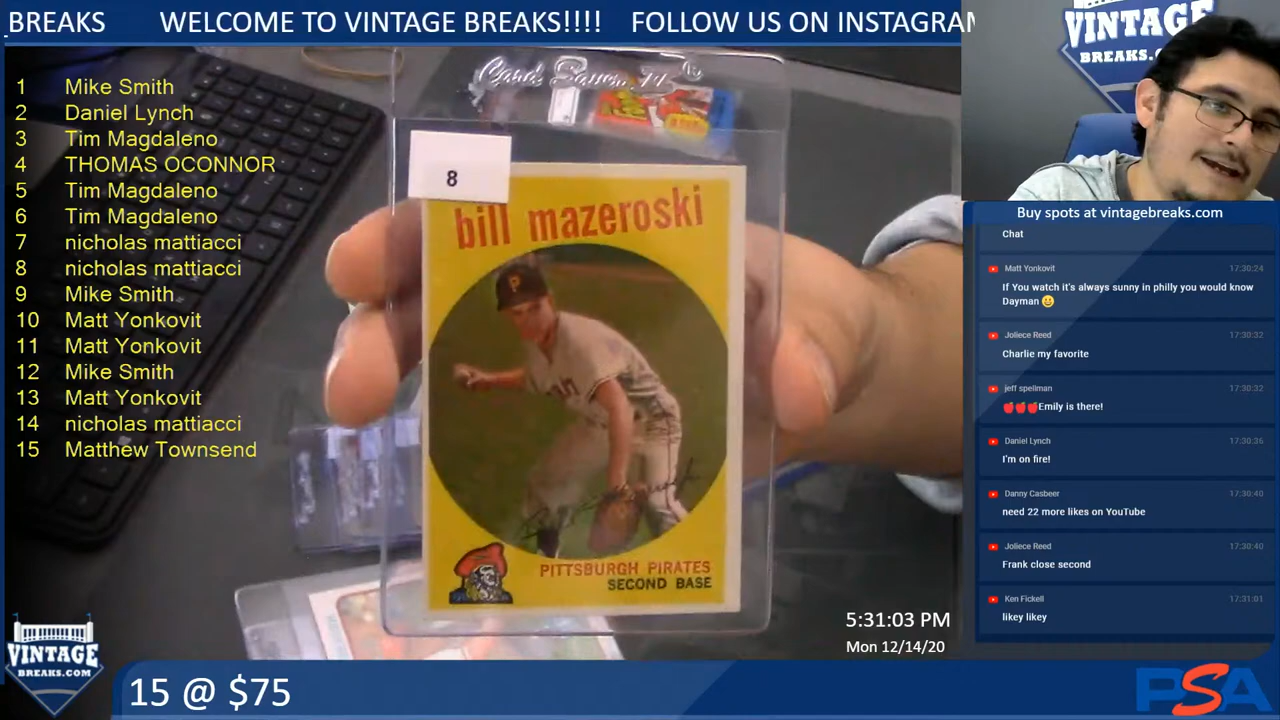 _BREAKS WELCOME TO VINTAGE BREAKS!!!! FOLLOW US ON INSTAGRAM
1 Mike Smith
2 Daniel Lynch
3 Tim Magdaleno
4 THOMAS OCONNOR
5 Tim Magdaleno
6 Tim Magdaleno
7 nicholas mattiacci
8 nicholas mattiacci
9 Mike Smith
10 Matt Yonkovit
11 Matt Yonkovit
12 Mike Smith
13 Matt Yonkovit
14 nicholas mattiacci
15 Matthew Townsend
Card Saver
8
bill mazeroski
P
PITTSBURGH PIRATES
SECOND BASE
VINTAGE
BREAKS.C
Buy spots at vintagebreaks.com
Chat
Matt Yonkovit 17:30:24
If You watch it's always sunny in philly you would know
Dayman 😀
Joliece Reed 17:30:32
Charlie my favorite
jeff spellman 17:30:32
🍎🍎🍎Emily is there!
Daniel Lynch 17:30:36
I'm on fire!
Danny Casbeer 17:30:40
need 22 more likes on YouTube
Joliece Reed 17:30:40
Frank close second
Ken Fickell 17:31:01
likey likey
5:31:03 PM
Mon 12/14/20
VINTAGE
BREAKS.COM
15 @ $75
PSA